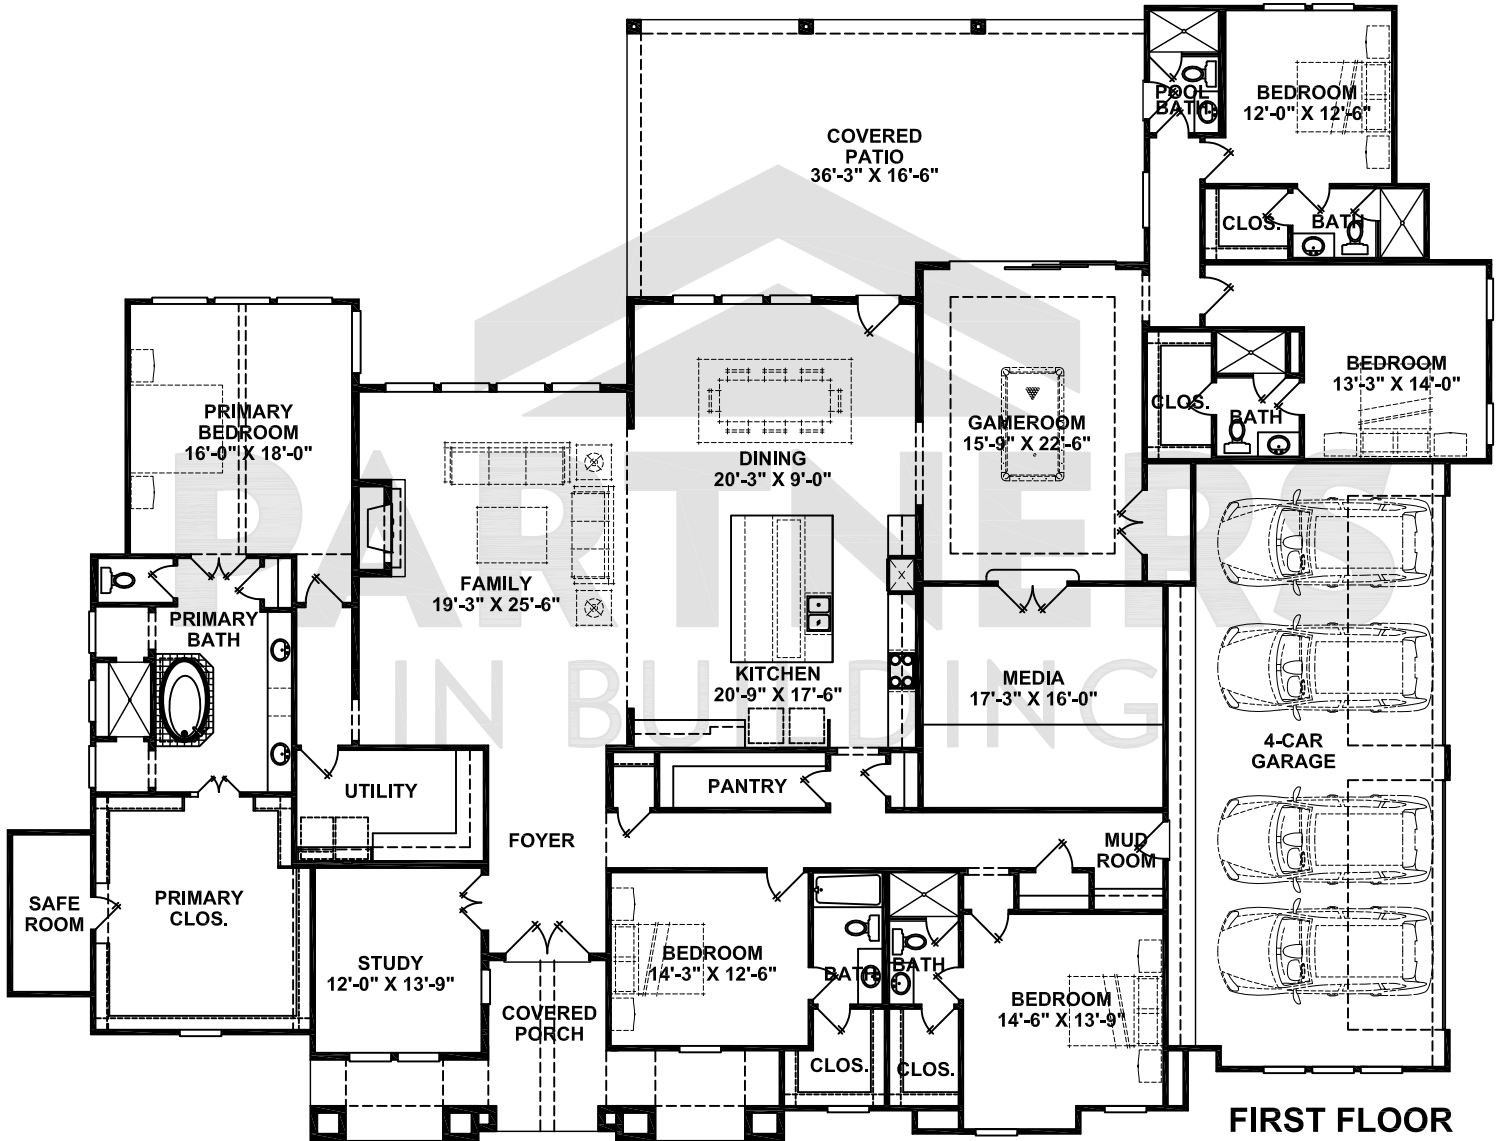 POOL
BATH
BEDROOM
12'-0" X 12'-6"
COVERED
PATIO
36'-3" X 16'-6"
CLOS.
BATH
BEDROOM
13'-3" X 14'-0"
CLOS.
BATH
PRIMARY
BEDROOM
16'-0" X 18'-0"
GAMEROOM
15'-9" X 22'-6"
DINING
20'-3" X 9'-0"
PARTNERS
IN BUILDING
FAMILY
19'-3" X 25'-6"
PRIMARY
BATH
KITCHEN
20'-9" X 17'-6"
MEDIA
17'-3" X 16'-0"
4-CAR
GARAGE
UTILITY
PANTRY
FOYER
MUD
ROOM
SAFE
ROOM
PRIMARY
CLOS.
STUDY
12'-0" X 13'-9"
BEDROOM
14'-3" X 12'-6"
BATH
BATH
COVERED
PORCH
BEDROOM
14'-6" X 13'-9"
CLOS.
CLOS.
FIRST FLOOR